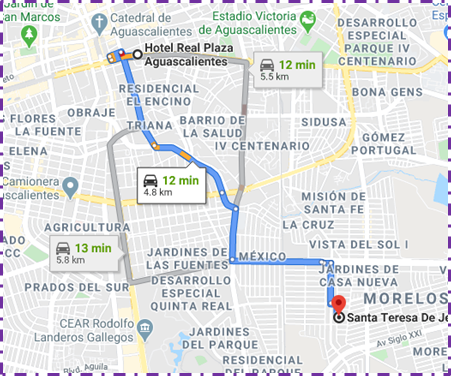 Jardín de
San Marcos
Catedral de
Aguascalientes
Estadio Victoria
de Aguascalientes
DESARROLLO
ESPECIAL
PARQUE IV
CENTENARIO
Hotel Real Plaza
Aguascalientes
12 min
5.5 km
RESIDENCIAL
EL ENCINO
BONA GENS
OBRAJE
FLORES
LA FUENTE
TRIANA
BARRIO DE
LA SALUD
SIDUSA
IV CENTENARIO
GÓMEZ
PORTUGAL
ELENA
Camionera
uascalientes
12 min
4.8 km
MISIÓN DE
SANTA FE
LA CRUZ
AGRICULTURA
13 min
5.8 km
VISTA DEL SOL I
JARDINES DE
LAS FUENTES
MÉXICO
JARDINES DE
CASA NUEVA
PRADOS DEL SUR
DESARROLLO
ESPECIAL
QUINTA REAL
MORELOS
Santa Teresa De Je
CEAR Rodolfo
Landeros Gallegos
Av Siglo XXI
JARDINES
DEL PARQUE
RESIDENCIAL
DEL PARQUE
Blvd. Aguila